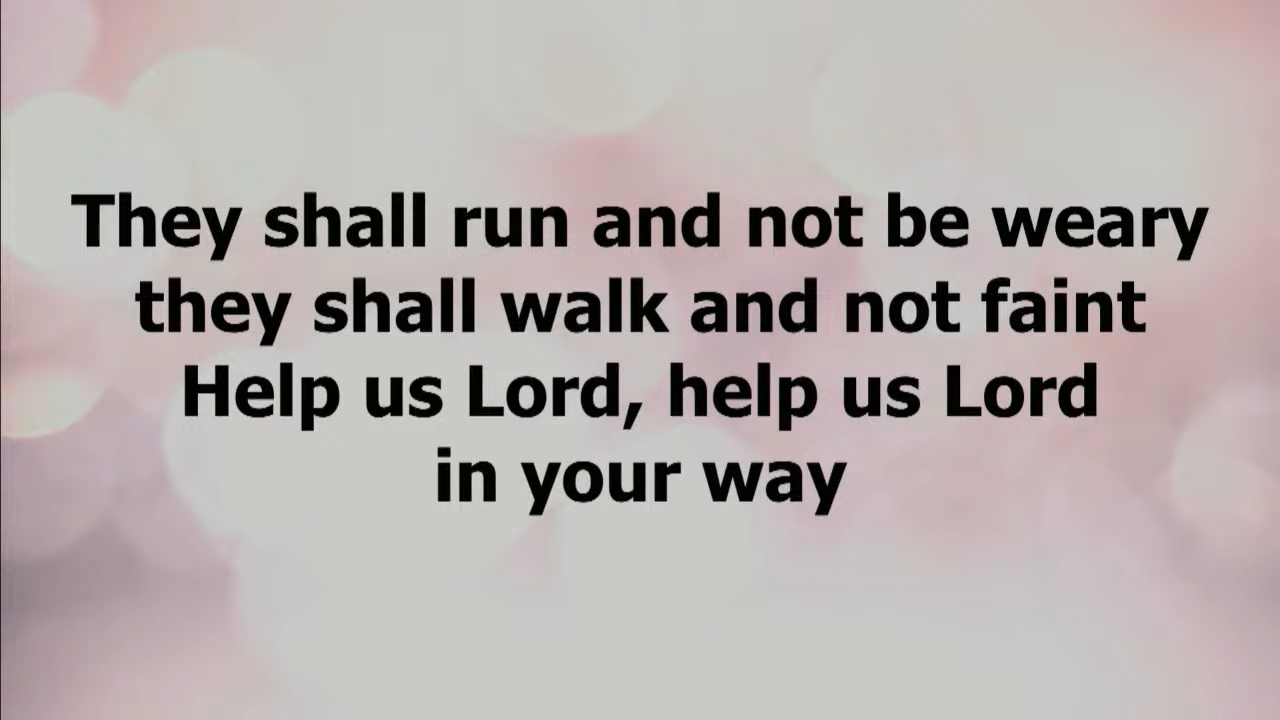 They shall run and not be weary
they shall walk and not faint
Help us Lord, help us Lord
in your way